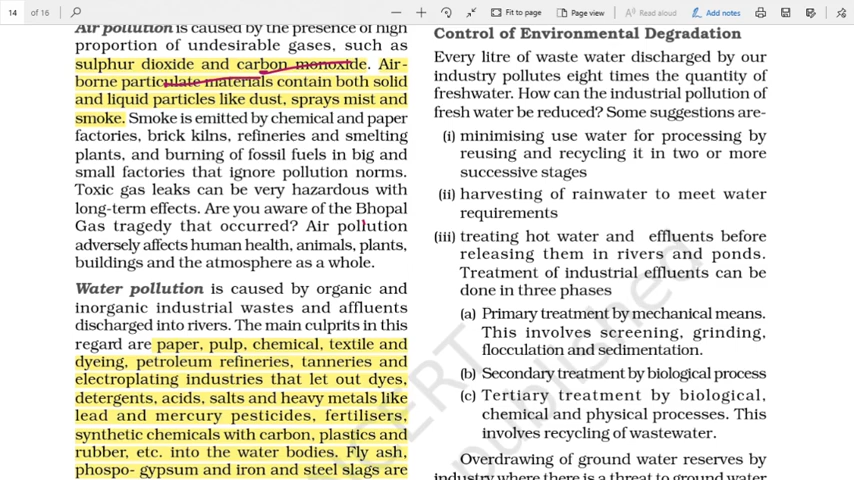 14 of 16
Fit to page
Page view
Read aloud
Add notes
Air pollution is caused by the presence of high
proportion of undesirable gases, such as
sulphur dioxide and carbon monoxide. Air-
borne particulate materials contain both solid
and liquid particles like dust, sprays mist and
smoke. Smoke is emitted by chemical and paper
factories, brick kilns, refineries and smelting
plants, and burning of fossil fuels in big and
small factories that ignore pollution norms.
Toxic gas leaks can be very hazardous with
long-term effects. Are you aware of the Bhopal
Gas tragedy that occurred? Air pollution
adversely affects human health, animals, plants,
buildings and the atmosphere as a whole.
Water pollution is caused by organic and
inorganic industrial wastes and affluents
discharged into rivers. The main culprits in this
regard are paper, pulp, chemical, textile and
dyeing, petroleum refineries, tanneries and
electroplating industries that let out dyes,
detergents, acids, salts and heavy metals like
lead and mercury pesticides, fertilisers,
synthetic chemicals with carbon, plastics and
rubber, etc. into the water bodies. Fly ash,
phospo- gypsum and iron and steel slags are
Control of Environmental Degradation
Every litre of waste water discharged by our
industry pollutes eight times the quantity of
freshwater. How can the industrial pollution of
fresh water be reduced? Some suggestions are-
(i) minimising use water for processing by
reusing and recycling it in two or more
successive stages
(ii) harvesting of rainwater to meet water
requirements
(iii) treating hot water and effluents before
releasing them in rivers and ponds.
Treatment of industrial effluents can be
done in three phases
(a) Primary treatment by mechanical means.
This involves screening, grinding,
flocculation and sedimentation.
(b) Secondary treatment by biological process
(c) Tertiary treatment by biological,
chemical and physical processes. This
involves recycling of wastewater.
Overdrawing of ground water reserves by
industry where there is a threat to ground water
NCERT
published